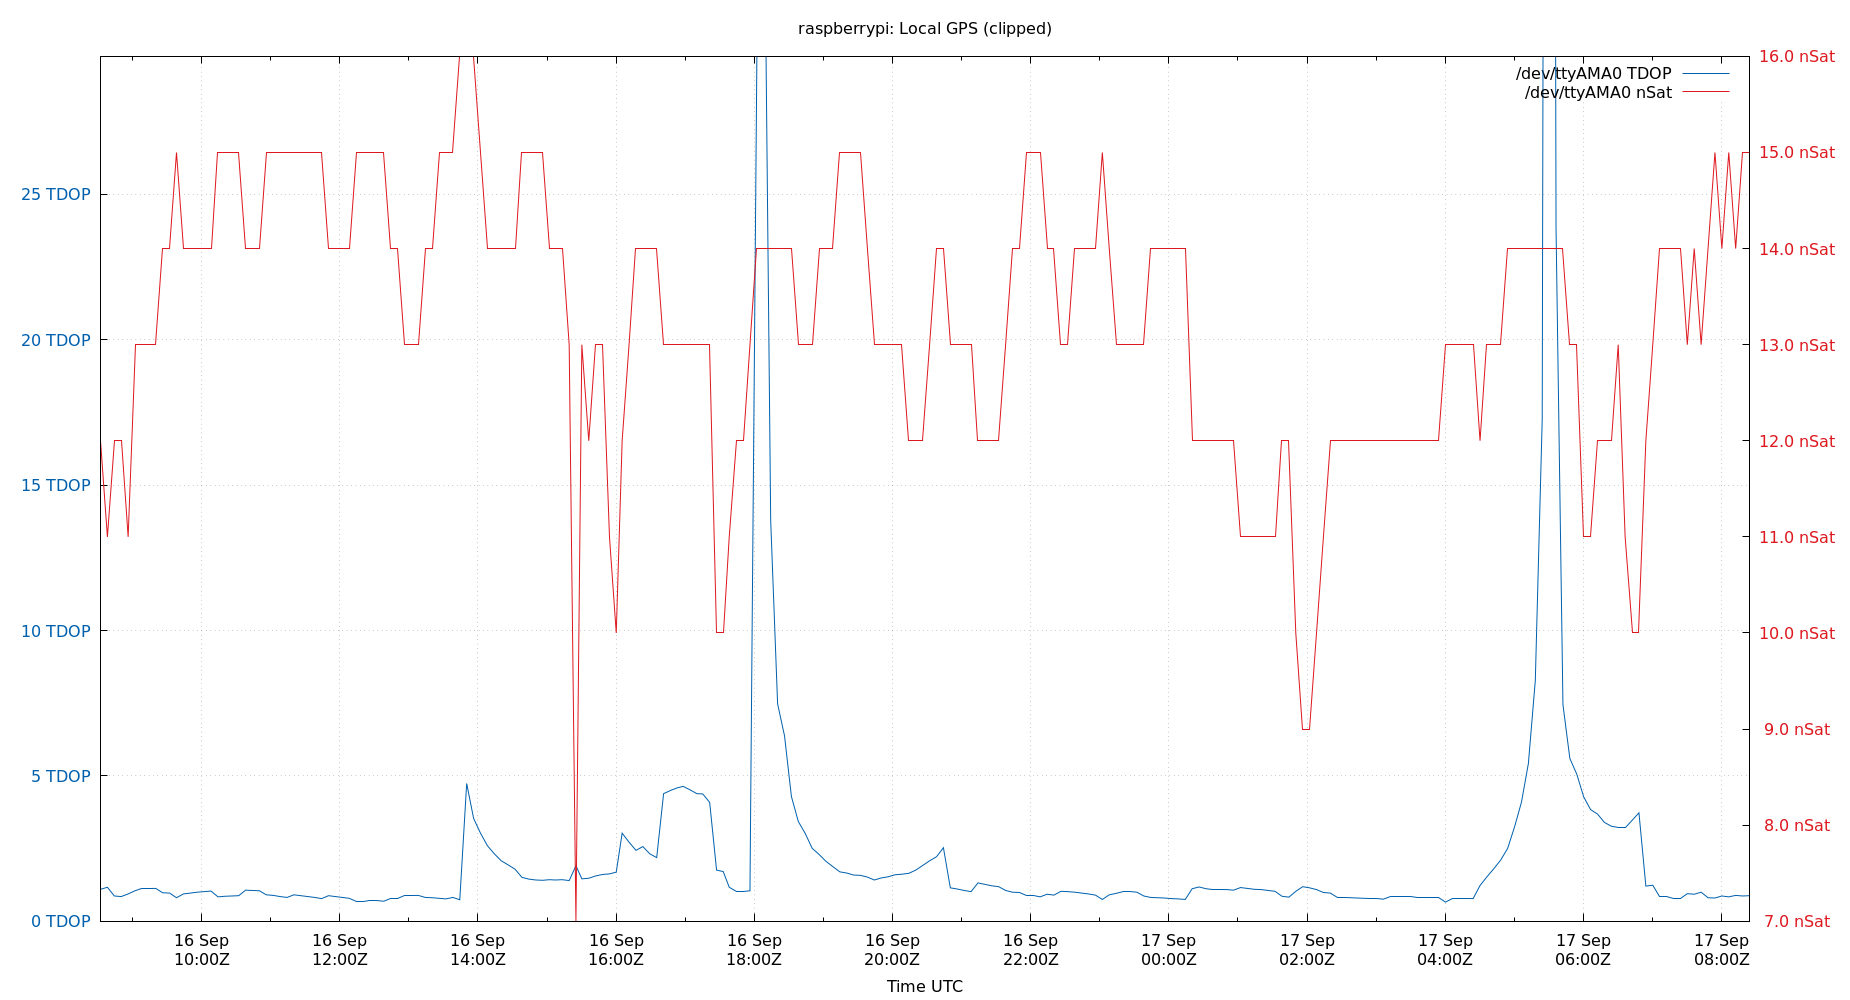 raspberrypi: Local GPS (clipped)
/dev/ttyAMA0 TDOP
/dev/ttyAMA0 nSat
25 TDOP
20 TDOP
15 TDOP
10 TDOP
5 TDOP
0 TDOP
16.0 nSat
15.0 nSat
14.0 nSat
13.0 nSat
12.0 nSat
11.0 nSat
10.0 nSat
9.0 nSat
8.0 nSat
7.0 nSat
16 Sep
10:00Z
16 Sep
12:00Z
16 Sep
14:00Z
16 Sep
16:00Z
16 Sep
18:00Z
16 Sep
20:00Z
16 Sep
22:00Z
17 Sep
00:00Z
17 Sep
02:00Z
17 Sep
04:00Z
17 Sep
06:00Z
17 Sep
08:00Z
Time UTC